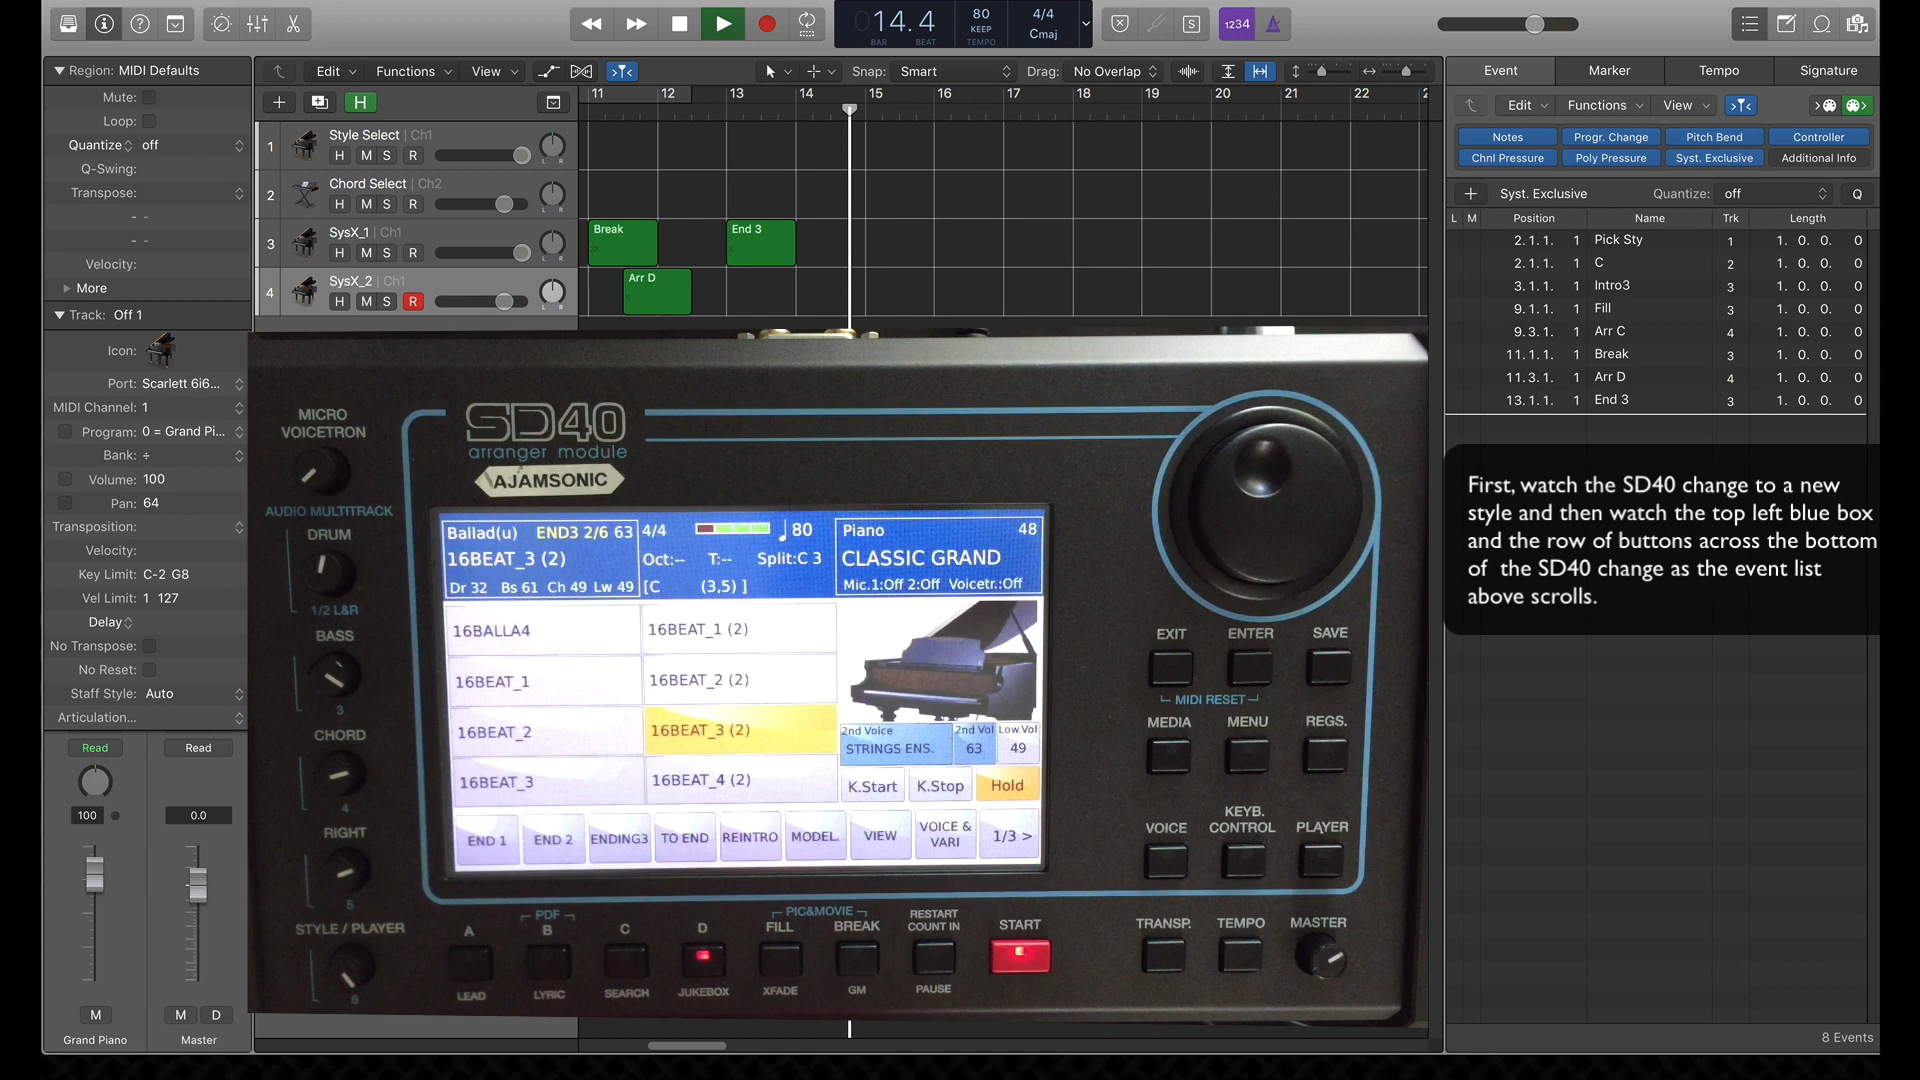 14.4
BAR BEAT
80
KEEP
TEMPO
4/4
Cmaj
S
1234
Region: MIDI Defaults
Mute:
Loop:
Quantize off
Q-Swing:
Transpose:
- -
- -
Velocity:
More
Track: Off 1
Icon:
Port: Scarlett 6i6...
MIDI Channel: 1
Program: 0 = Grand Pi...
Bank: ÷
Volume: 100
Pan: 64
Transposition:
Velocity:
Key Limit: C-2 G8
Vel Limit: 1 127
Delay
No Transpose:
No Reset:
Staff Style: Auto
Articulation...
Read Read
100 0.0
M M D
Grand Piano Master
Edit Functions View Snap: Smart Drag: No Overlap
H
11 12 13 14 15 16 17 18 19 20 21 22 2
1 Style Select | Ch1
H M S R L R
2 Chord Select | Ch2
H M S R L R
3 SysX_1 | Ch1
H M S R L R
4 SysX_2 | Ch1
H M S R L R
Break
End 3
Arr D
Event Marker Tempo Signature
Edit Functions View
Notes Progr. Change Pitch Bend Controller
Chnl Pressure Poly Pressure Syst. Exclusive Additional Info
Syst. Exclusive Quantize: off Q
L M Position Name Trk Length
2. 1. 1. 1 Pick Sty 1 1. 0. 0. 0
2. 1. 1. 1 C 2 1. 0. 0. 0
3. 1. 1. 1 Intro3 3 1. 0. 0. 0
9. 1. 1. 1 Fill 3 1. 0. 0. 0
9. 3. 1. 1 Arr C 4 1. 0. 0. 0
11. 1. 1. 1 Break 3 1. 0. 0. 0
11. 3. 1. 1 Arr D 4 1. 0. 0. 0
13. 1. 1. 1 End 3 3 1. 0. 0. 0
First, watch the SD40 change to a new
style and then watch the top left blue box
and the row of buttons across the bottom
of the SD40 change as the event list
above scrolls.
8 Events
MICRO
VOICETRON
AUDIO MULTITRACK
DRUM
1/2 L&R
BASS
3
CHORD
4
RIGHT
5
STYLE / PLAYER
6
SD40
arranger module
AJAMSONIC
Ballad(u) END3 2/6 63 4/4 80
16BEAT_3 (2) Oct:-- T:-- Split:C 3
Dr 32 Bs 61 Ch 49 Lw 49 [C (3,5) ]
Piano 48
CLASSIC GRAND
Mic.1:Off 2:Off Voicetr.:Off
16BALLA4 16BEAT_1 (2)
16BEAT_1 16BEAT_2 (2)
16BEAT_2 16BEAT_3 (2)
16BEAT_3 16BEAT_4 (2)
2nd Voice 2nd Vol Low.Vol
STRINGS ENS. 63 49
K.Start K.Stop Hold
END 1 END 2 ENDING3 TO END REINTRO MODEL. VIEW VOICE & VARI 1/3 >
EXIT ENTER SAVE
MIDI RESET
MEDIA MENU REGS.
VOICE KEYB. CONTROL PLAYER
TRANSP. TEMPO MASTER
PDF PIC&MOVIE
A B C D FILL BREAK RESTART COUNT IN START
LEAD LYRIC SEARCH JUKEBOX XFADE GM PAUSE